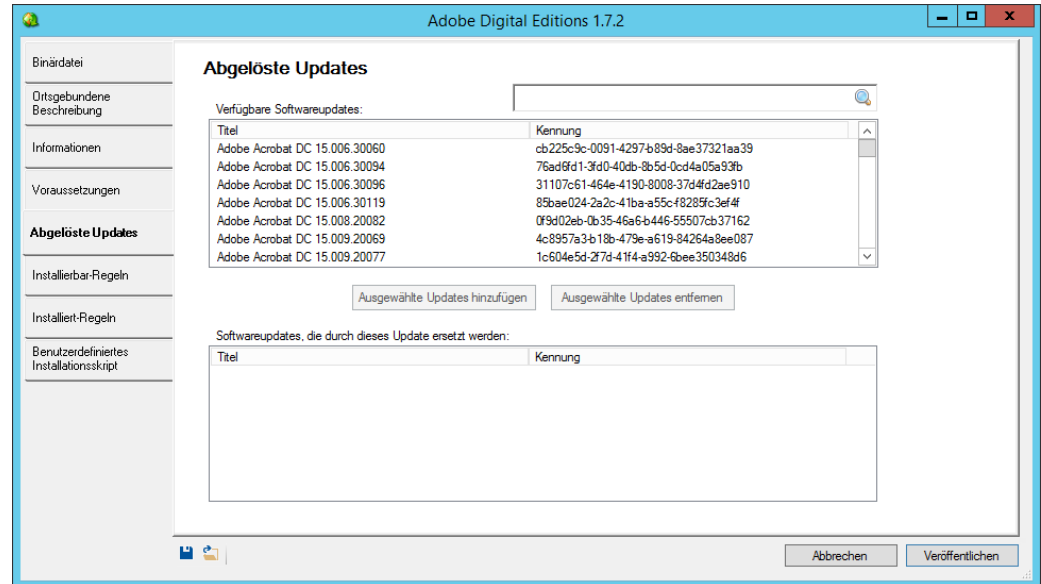 Adobe Digital Editions 1.7.2
Binärdatei
Ortsgebundene
Beschreibung
Informationen
Voraussetzungen
Abgelöste Updates
Installierbar-Regeln
Installiert-Regeln
Benutzerdefiniertes
Installationsskript
Abgelöste Updates
Verfügbare Softwareupdates:
Titel Kennung
Adobe Acrobat DC 15.006.30060 cb225c9c-0091-4297-b89d-8ae37321aa39
Adobe Acrobat DC 15.006.30094 76ad6fd1-3fd0-40db-8b5d-0cd4a05a93fb
Adobe Acrobat DC 15.006.30096 31107c61-464e-4190-8008-37d4fd2ae910
Adobe Acrobat DC 15.006.30119 85bae024-2a2c-41ba-a55c-f8285fc3ef4f
Adobe Acrobat DC 15.008.20082 0f9d02eb-0b35-46a6-b446-55507cb37162
Adobe Acrobat DC 15.009.20069 4c8957a3-b18b-479e-a619-84264a8ee087
Adobe Acrobat DC 15.009.20077 1c604e5d-2f7d-41f4-a992-6bee350348d6
Ausgewählte Updates hinzufügen Ausgewählte Updates entfernen
Softwareupdates, die durch dieses Update ersetzt werden:
Titel Kennung
Abbrechen Veröffentlichen